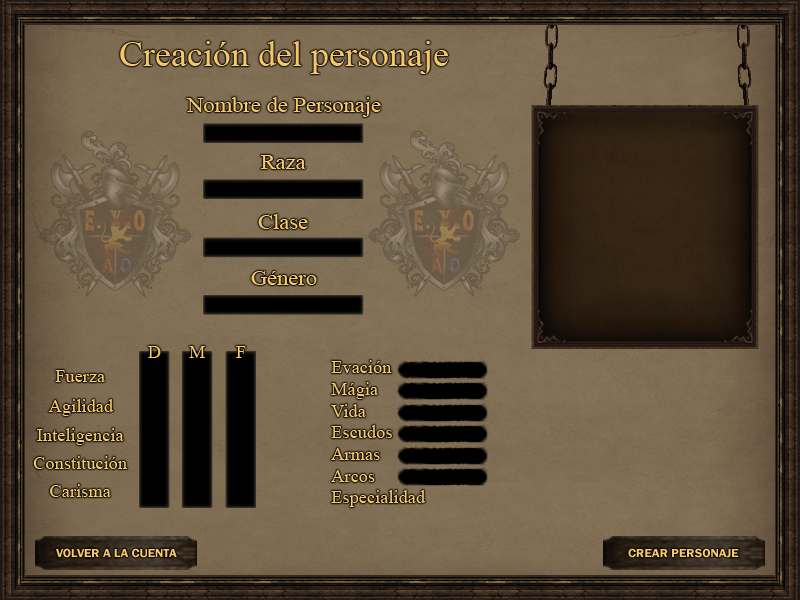 Creación del personaje
Nombre de Personaje
Raza
Clase
Género
E X O
A O
D M F
Fuerza
Agilidad
Inteligencia
Constitución
Carisma
Evación
Mágia
Vida
Escudos
Armas
Arcos
Especialidad
VOLVER A LA CUENTA
CREAR PERSONAJE